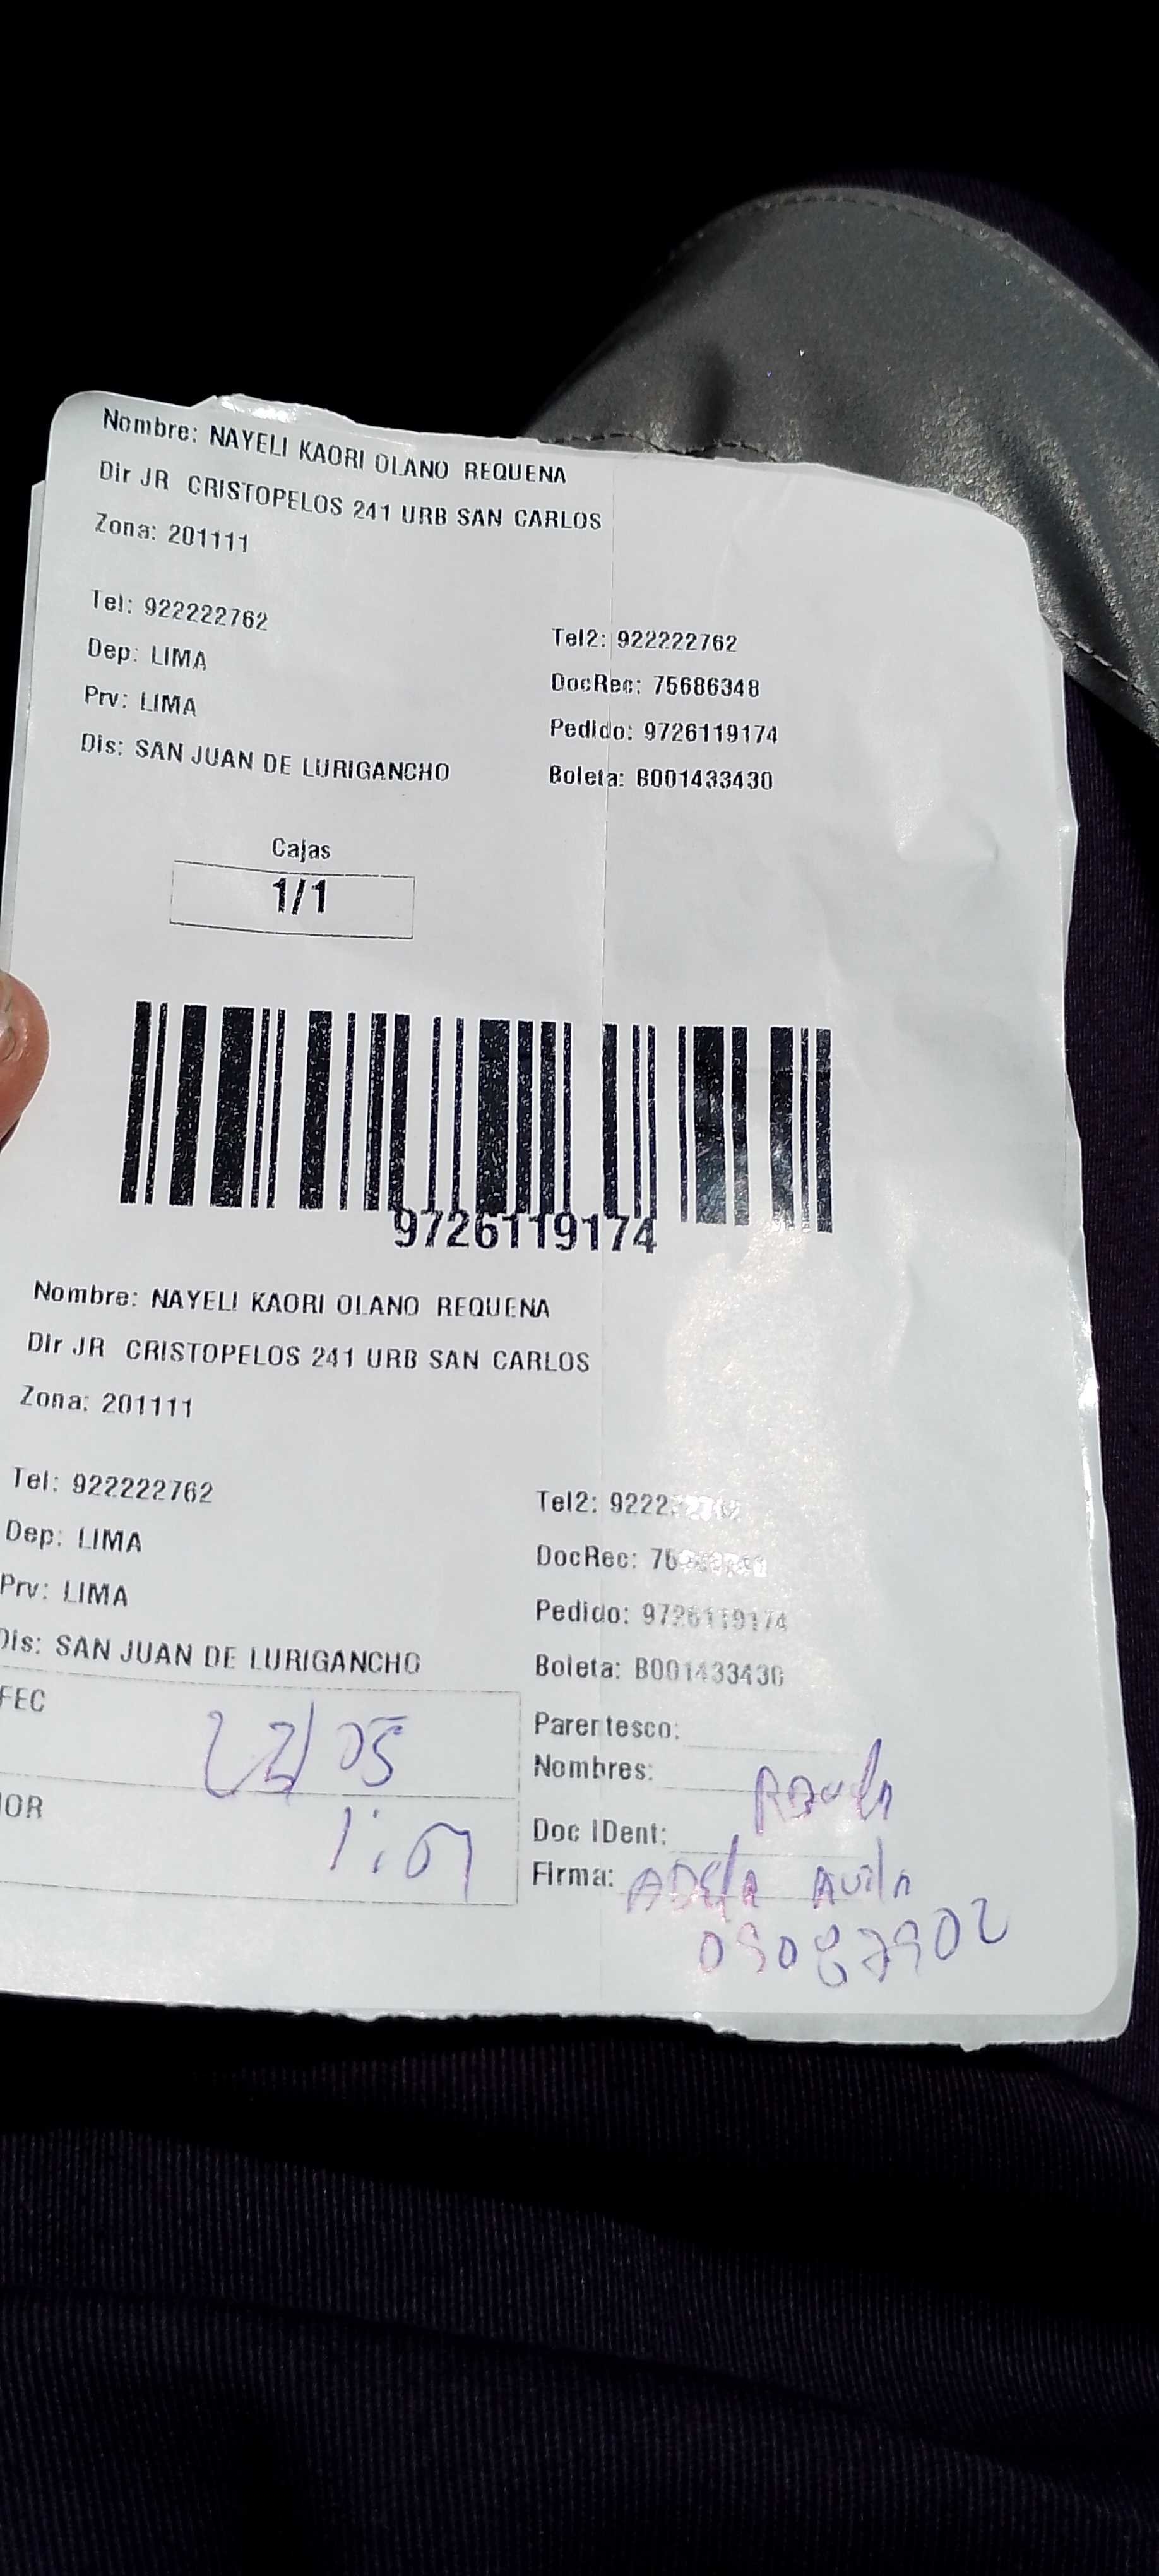 Nombre: NAYELI KAORI OLANO REQUENA
Dir JR CRISTOPELOS 241 URB SAN CARLOS
Zona: 201111
Tel: 922222762
Tel2: 922222762
Dep: LIMA
DocRec: 75686348
Prv: LIMA
Pedido: 9726119174
Dis: SAN JUAN DE LURIGANCHO
Boleta: B001433430
Cajas
1/1
9726119174
Nombre: NAYELI KAORI OLANO REQUENA
Dir JR CRISTOPELOS 241 URB SAN CARLOS
Zona: 201111
Tel: 922222762
Tel2: 9222
Dep: LIMA
DocRec:
Prv: LIMA
Pedido: 9726119174
Dis: SAN JUAN DE LURIGANCHO
Boleta: B001433430
FEC 22/05
Parentesco:
Nombres:
HOR
Doc IDent:
Firma: ADELA AVILA